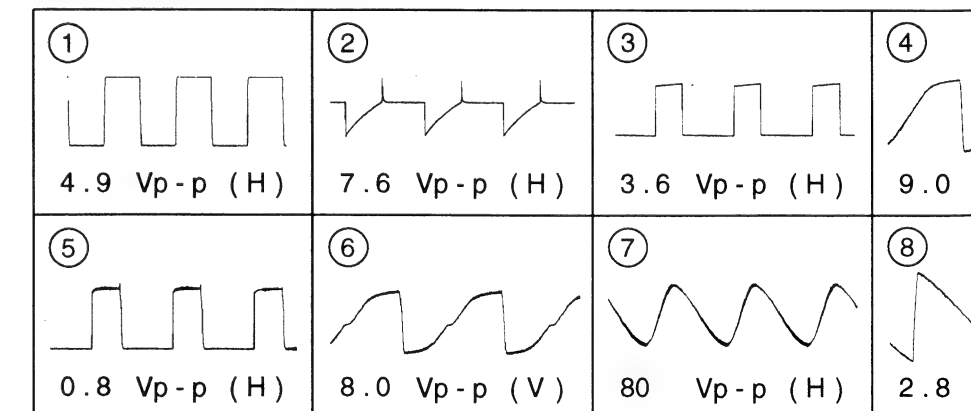 ① ② ③ ④
4.9 Vp-p (H) 7.6 Vp-p (H) 3.6 Vp-p (H) 9.0
⑤ ⑥ ⑦ ⑧
0.8 Vp-p (H) 8.0 Vp-p (V) 80 Vp-p (H) 2.8